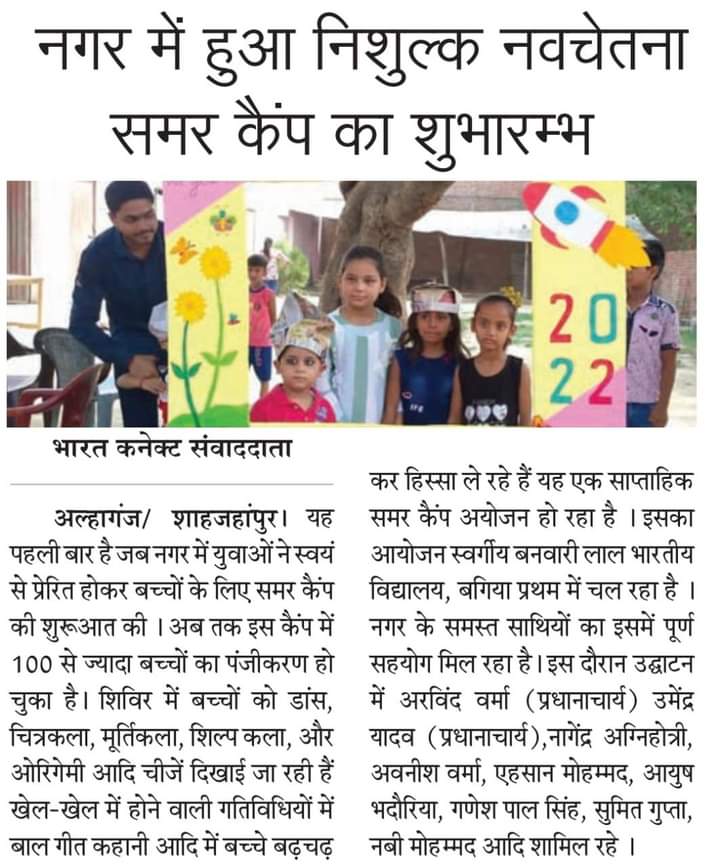 नगर में हुआ निशुल्क नवचेतना
समर कैंप का शुभारम्भ
20
22
भारत कनेक्ट संवाददाता
अल्हागंज/ शाहजहांपुर। यह
पहली बार है जब नगर में युवाओं ने स्वयं
से प्रेरित होकर बच्चों के लिए समर कैंप
की शुरूआत की । अब तक इस कैंप में
100 से ज्यादा बच्चों का पंजीकरण हो
चुका है। शिविर में बच्चों को डांस,
चित्रकला, मूर्तिकला, शिल्प कला, और
ओरिगेमी आदि चीजें दिखाई जा रही हैं
खेल-खेल में होने वाली गतिविधियों में
बाल गीत कहानी आदि में बच्चे बढ़चढ़
कर हिस्सा ले रहे हैं यह एक साप्ताहिक
समर कैंप अयोजन हो रहा है । इसका
आयोजन स्वर्गीय बनवारी लाल भारतीय
विद्यालय, बगिया प्रथम में चल रहा है ।
नगर के समस्त साथियों का इसमें पूर्ण
सहयोग मिल रहा है। इस दौरान उद्घाटन
में अरविंद वर्मा (प्रधानाचार्य) उमेंद्र
यादव (प्रधानाचार्य),नागेंद्र अग्निहोत्री,
अवनीश वर्मा, एहसान मोहम्मद, आयुष
भदौरिया, गणेश पाल सिंह, सुमित गुप्ता,
नबी मोहम्मद आदि शामिल रहे ।